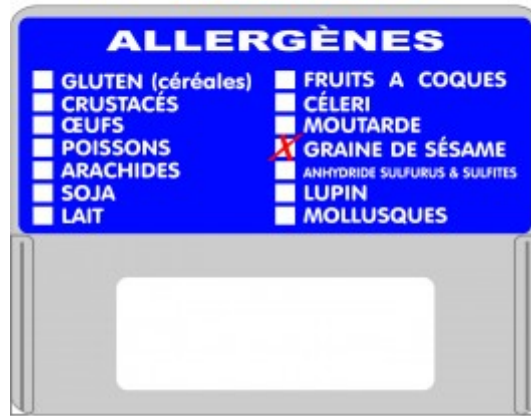 ALLERGÈNES
GLUTEN (céréales)
CRUSTACÉS
ŒUFS
POISSONS
ARACHIDES
SOJA
LAIT
FRUITS A COQUES
CÉLERI
MOUTARDE
X GRAINE DE SÉSAME
ANHYDRIDE SULFURUS & SULFITES
LUPIN
MOLLUSQUES